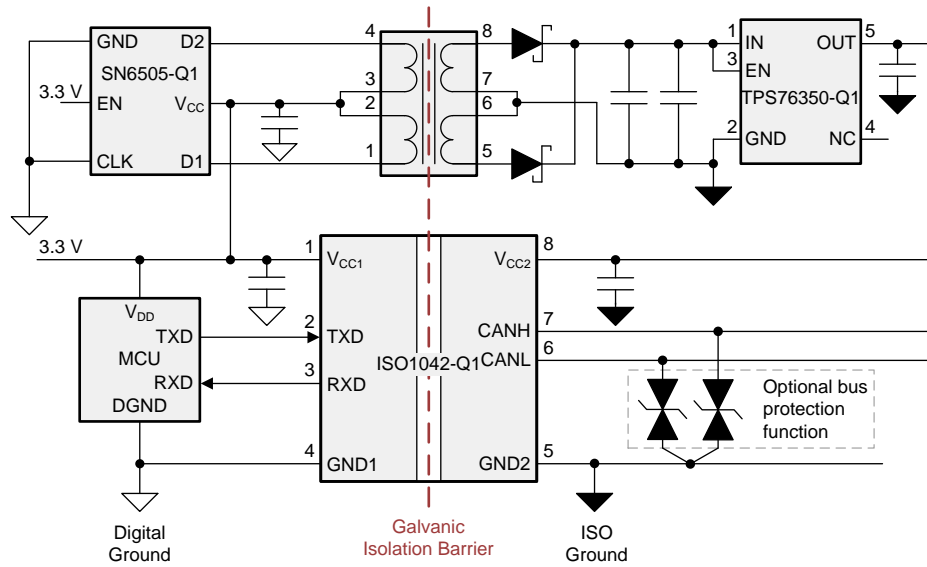 GND
D2
SN6505-Q1
3.3 V
EN
VCC
CLK
D1
4
3
2
1
8
7
6
5
1
3
2
IN
OUT
EN
TPS76350-Q1
GND
NC
5
4
3.3 V
1
VCC1
VCC2
8
VDD
TXD
MCU
RXD
DGND
2
TXD
3
RXD
ISO1042-Q1
CANH
7
CANL
6
4
GND1
GND2
5
Optional bus
protection
function
Digital
Ground
Galvanic
Isolation Barrier
ISO
Ground